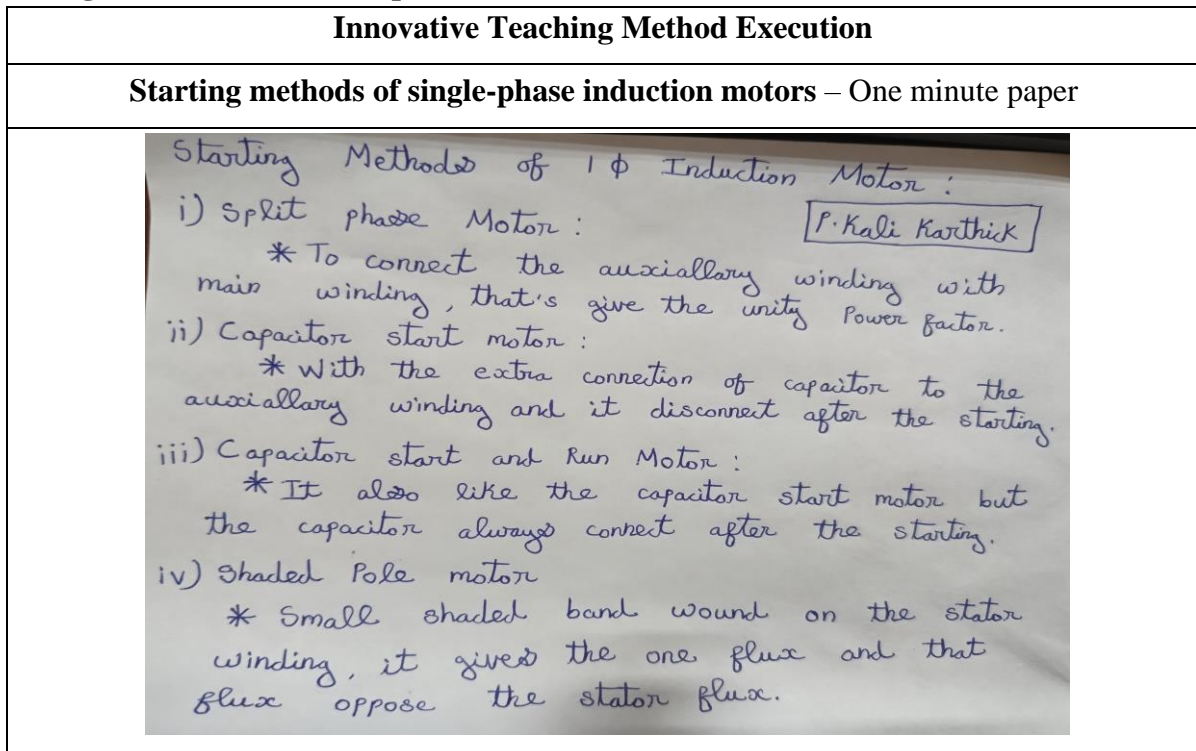 Innovative Teaching Method Execution
Starting methods of single-phase induction motors – One minute paper
Starting Methods of 1 ϕ Induction Motor :
P. Kali Karthick
i) Split phase Motor :
* To connect the auxiallary winding with
main winding, that's give the unity Power factor.
ii) Capacitor start motor :
* With the extra connection of capacitor to the
auxiallary winding and it disconnect after the starting.
iii) Capacitor start and Run Motor :
* It also like the capacitor start motor but
the capacitor always connect after the starting.
iv) Shaded Pole motor
* Small shaded band wound on the stator
winding, it gives the one flux and that
flux oppose the stator flux.